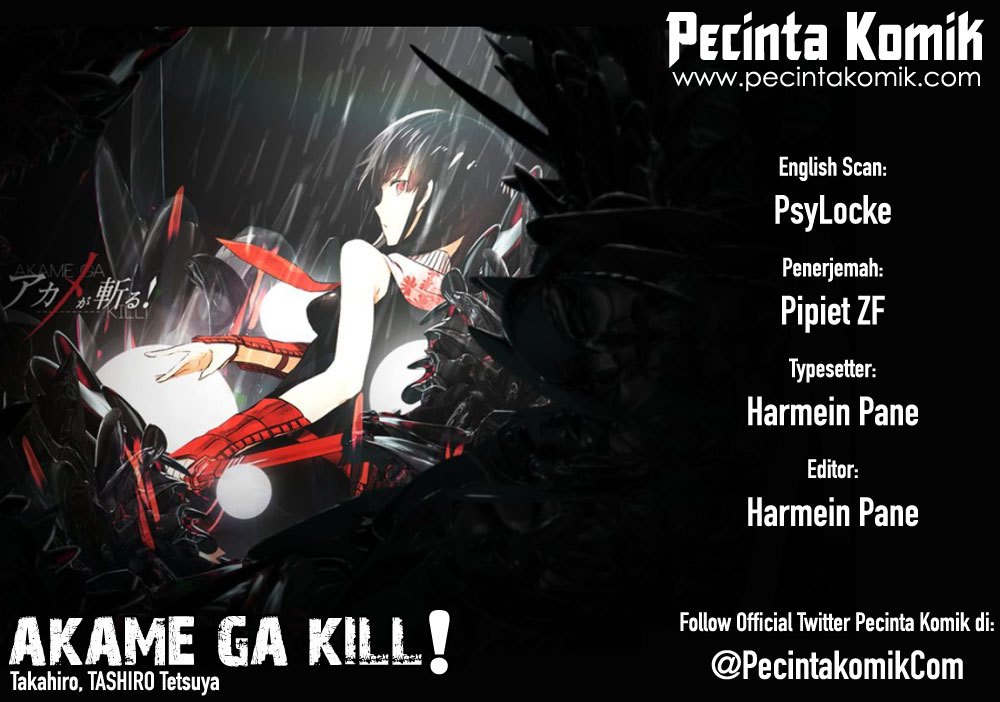 Pecinta Komik
www.pecintakomik.com
English Scan:
PsyLocke
Penerjemah:
Pipiet ZF
Typesetter:
Harmein Pane
Editor:
Harmein Pane
AKAME GA
アカメが斬る!
KILL!
AKAME GA KILL!
Takahiro, TASHIRO Tetsuya
Follow Official Twitter Pecinta Komik di:
@PecintakomikCom